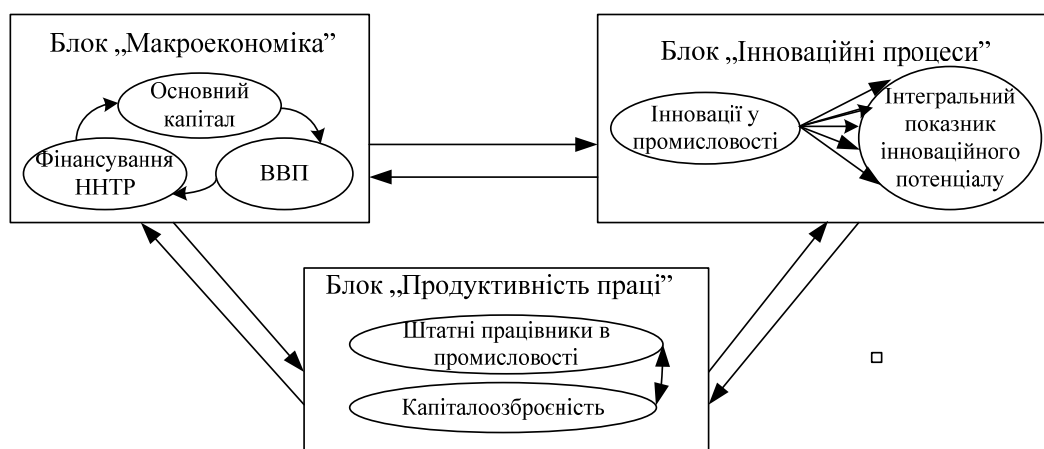 Блок „Макроекономіка”
Основний
капітал
Фінансування
ННТР
ВВП
Блок „Інноваційні процеси”
Інновації у
промисловості
Інтегральний
показник
інноваційного
потенціалу
Блок „Продуктивність праці”
Штатні працівники в
промисловості
Капіталоозброєність